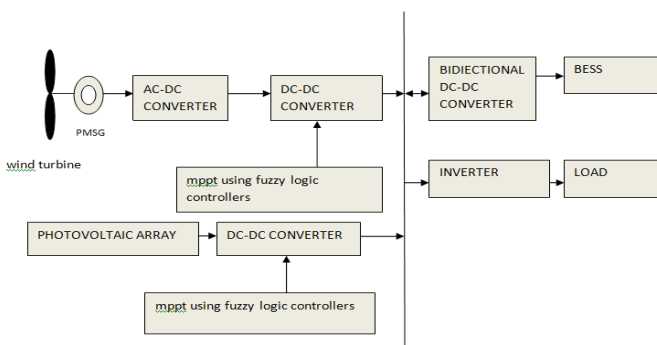 AC-DC
CONVERTER
DC-DC
CONVERTER
BIDIECTIONAL
DC-DC
CONVERTER
BESS
PMSG
wind turbine
mppt using fuzzy logic
controllers
INVERTER
LOAD
PHOTOVOLTAIC ARRAY
DC-DC CONVERTER
mppt using fuzzy logic controllers